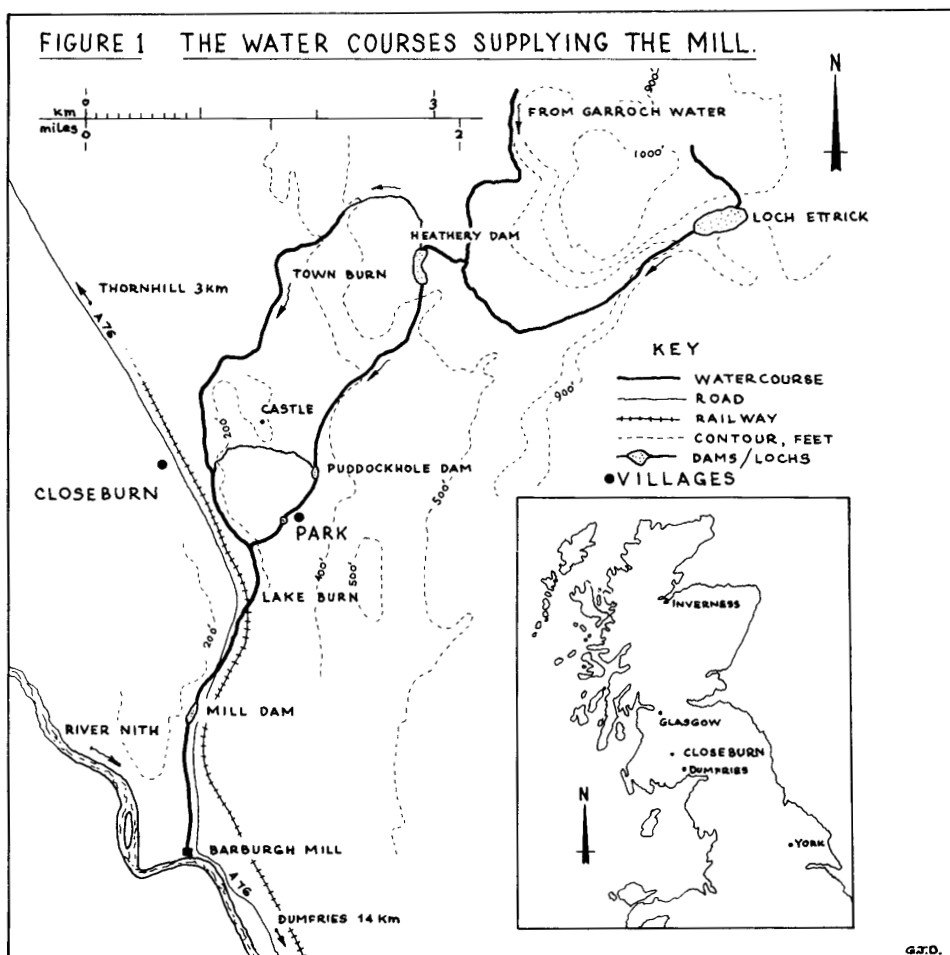 FIGURE 1 THE WATER COURSES SUPPLYING THE MILL.
N
0
3
km
miles
0
2
FROM GARROCH WATER
900'
1000'
LOCH ETTRICK
HEATHERY DAM
TOWN BURN
THORNHILL 3KM
A 76
KEY
WATERCOURSE
ROAD
RAILWAY
CONTOUR, FEET
DAMS/LOCHS
VILLAGES
900'
CASTLE
200'
PUDDOCKHOLE DAM
CLOSEBURN
500'
PARK
400'
500'
LAKE BURN
200'
MILL DAM
RIVER NITH
BARBURGH MILL
A 76
DUMFRIES 14 Km
INVERNESS
GLASGOW
CLOSEBURN
DUMFRIES
N
YORK
G.J.D.